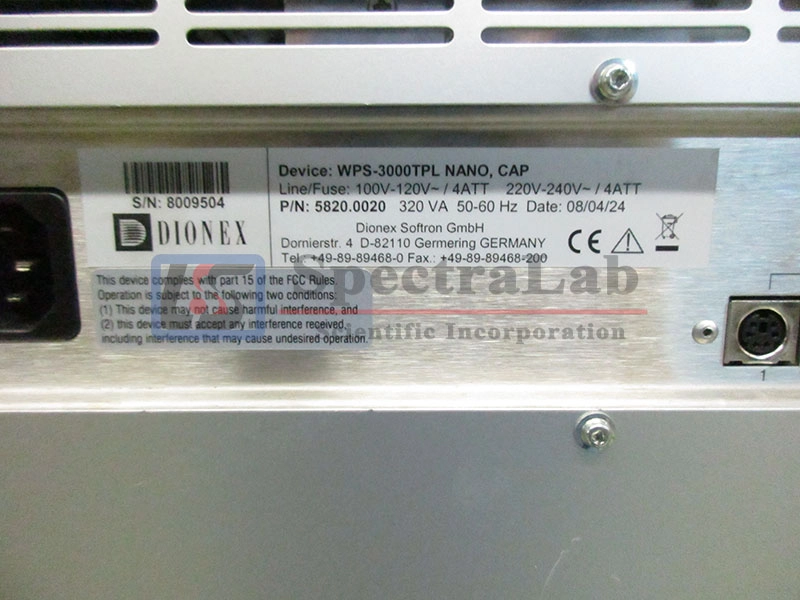 S/N: 8009504
DIONEX
Device: WPS-3000TPL NANO, CAP
Line/Fuse: 100V-120V~ / 4ATT 220V-240V~ / 4ATT
P/N: 5820.0020 320 VA 50-60 Hz Date: 08/04/24
Dionex Softron GmbH
Dornierstr. 4 D-82110 Germering GERMANY
Tel.: +49-89-89468-0 Fax.: +49-89-89468-200
CE
This device complies with part 15 of the FCC Rules.
Operation is subject to the following two conditions:
(1) This device may not cause harmful interference, and
(2) this device must accept any interference received,
including interference that may cause undesired operation.
SpectraLab
Scientific Incorporation
1